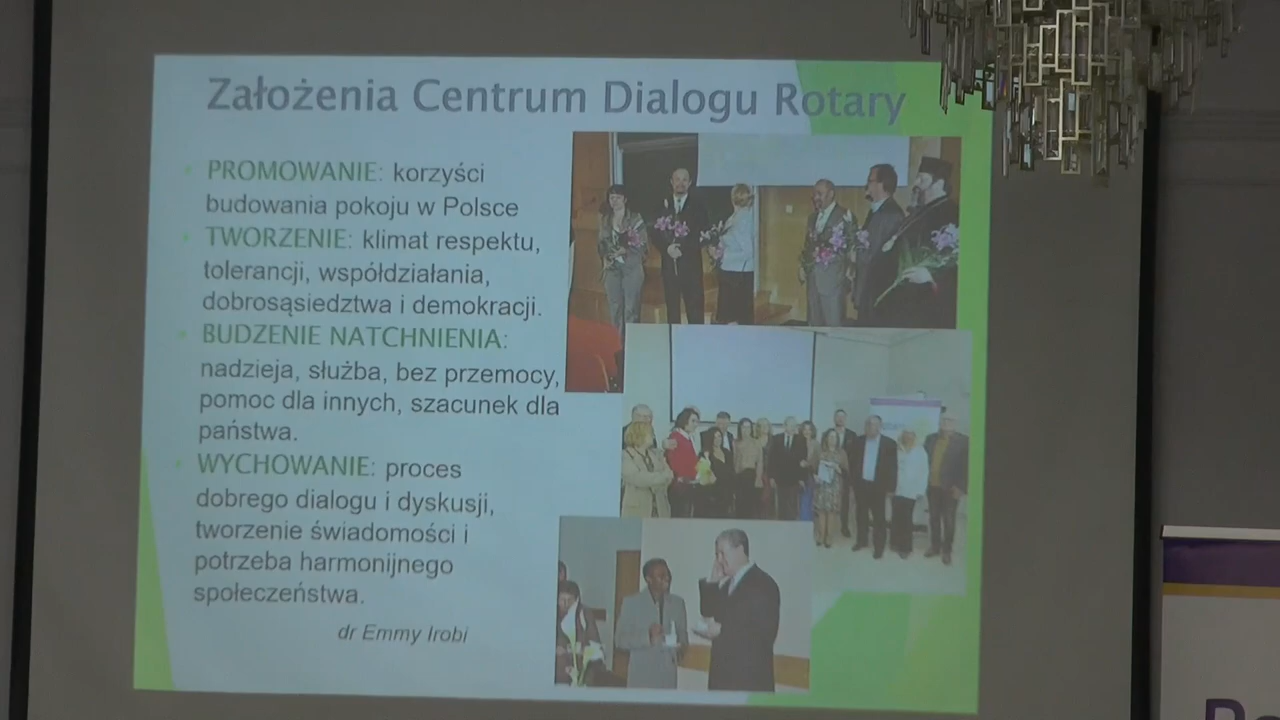 Założenia Centrum Dialogu Rotary
PROMOWANIE: korzyści
budowania pokoju w Polsce
TWORZENIE: klimat respektu,
tolerancji, współdziałania,
dobrosąsiedztwa i demokracji.
BUDZENIE NATCHNIENIA:
nadzieja, służba, bez przemocy,
pomoc dla innych, szacunek dla
państwa.
WYCHOWANIE: proces
dobrego dialogu i dyskusji,
tworzenie świadomości i
potrzeba harmonijnego
społeczeństwa.
dr Emmy Irobi